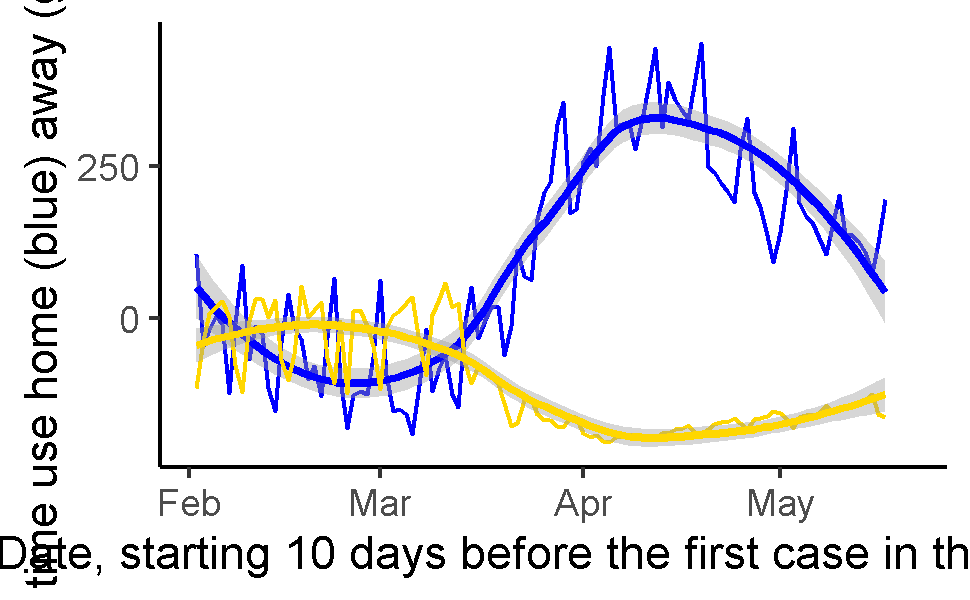 time use home (blue) away (
250
0
Feb Mar Apr May
Date, starting 10 days before the first case in th